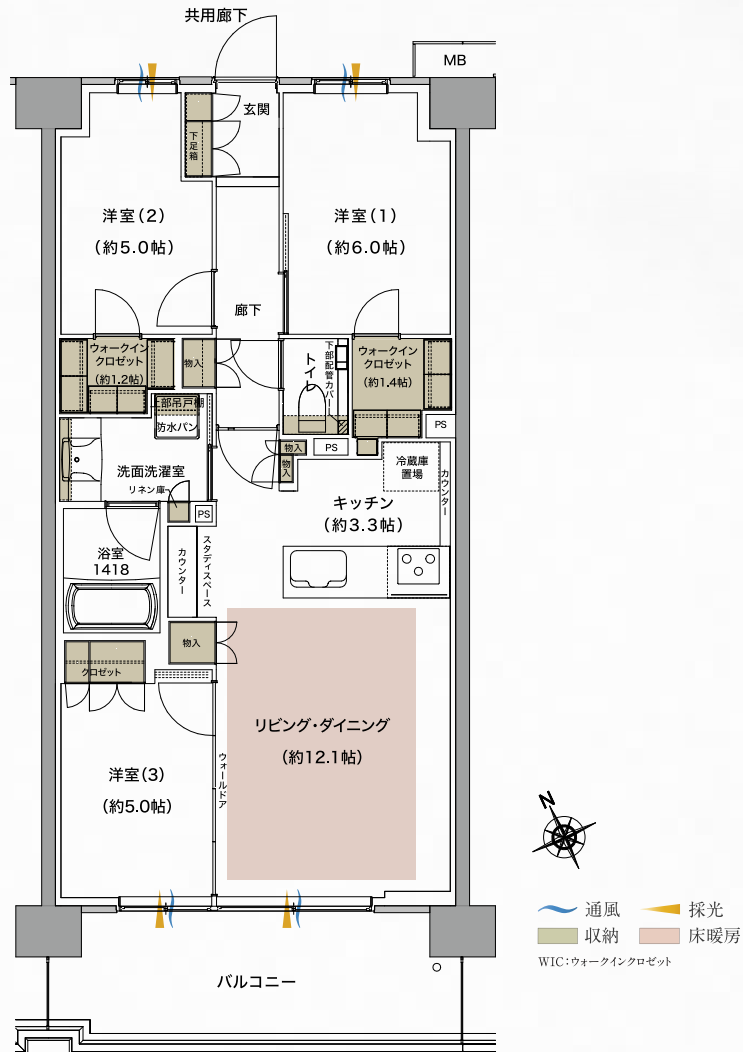 共用廊下
MB
玄関
下足箱
洋室(2)
(約5.0帖)
洋室(1)
(約6.0帖)
廊下
ウォークイン
クロゼット
(約1.2帖)
物入
トイレ
下部配管カバー
ウォークイン
クロゼット
(約1.4帖)
上部吊戸棚
防水パン
PS
物入
物入
PS
冷蔵庫
置場
カウンター
洗面洗濯室
リネン庫
PS
キッチン
(約3.3帖)
浴室
1418
カウンター
スタディスペース
物入
クロゼット
リビング・ダイニング
(約12.1帖)
洋室(3)
(約5.0帖)
ウォールドア
N
バルコニー
通風
採光
収納
床暖房
WIC:ウォークインクロゼット